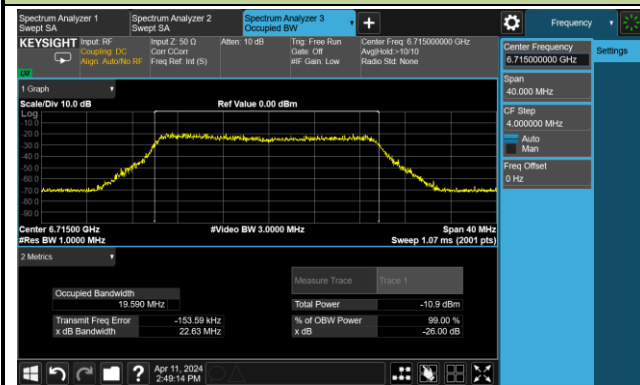 Spectrum Analyzer 1
Swept SA
Spectrum Analyzer 2
Swept SA
Spectrum Analyzer 3
Occupied BW
Frequency
KEYSIGHT
Input: RF
Coupling: DC
Align: Auto/No RF
Input Z: 50 Ω
Corr CCorr
Freq Ref: Int (S)
Atten: 10 dB
Trig: Free Run
Gate: Off
#IF Gain: Low
Center Freq: 6.715000000 GHz
Avg|Hold:>10/10
Radio Std: None
LXI
Center Frequency
6.715000000 GHz
Settings
Span
40.000 MHz
CF Step
4.000000 MHz
Auto
Man
Freq Offset
0 Hz
1 Graph
Scale/Div 10.0 dB
Ref Value 0.00 dBm
Log
-10.0
-20.0
-30.0
-40.0
-50.0
-60.0
-70.0
-80.0
-90.0
Center 6.71500 GHz
#Video BW 3.0000 MHz
Span 40 MHz
#Res BW 1.0000 MHz
Sweep 1.07 ms (2001 pts)
2 Metrics
Measure Trace
Trace 1
Occupied Bandwidth
19.590 MHz
Total Power
-10.9 dBm
Transmit Freq Error
-153.59 kHz
% of OBW Power
99.00 %
x dB Bandwidth
22.63 MHz
x dB
-26.00 dB
?
Apr 11, 2024
2:49:14 PM